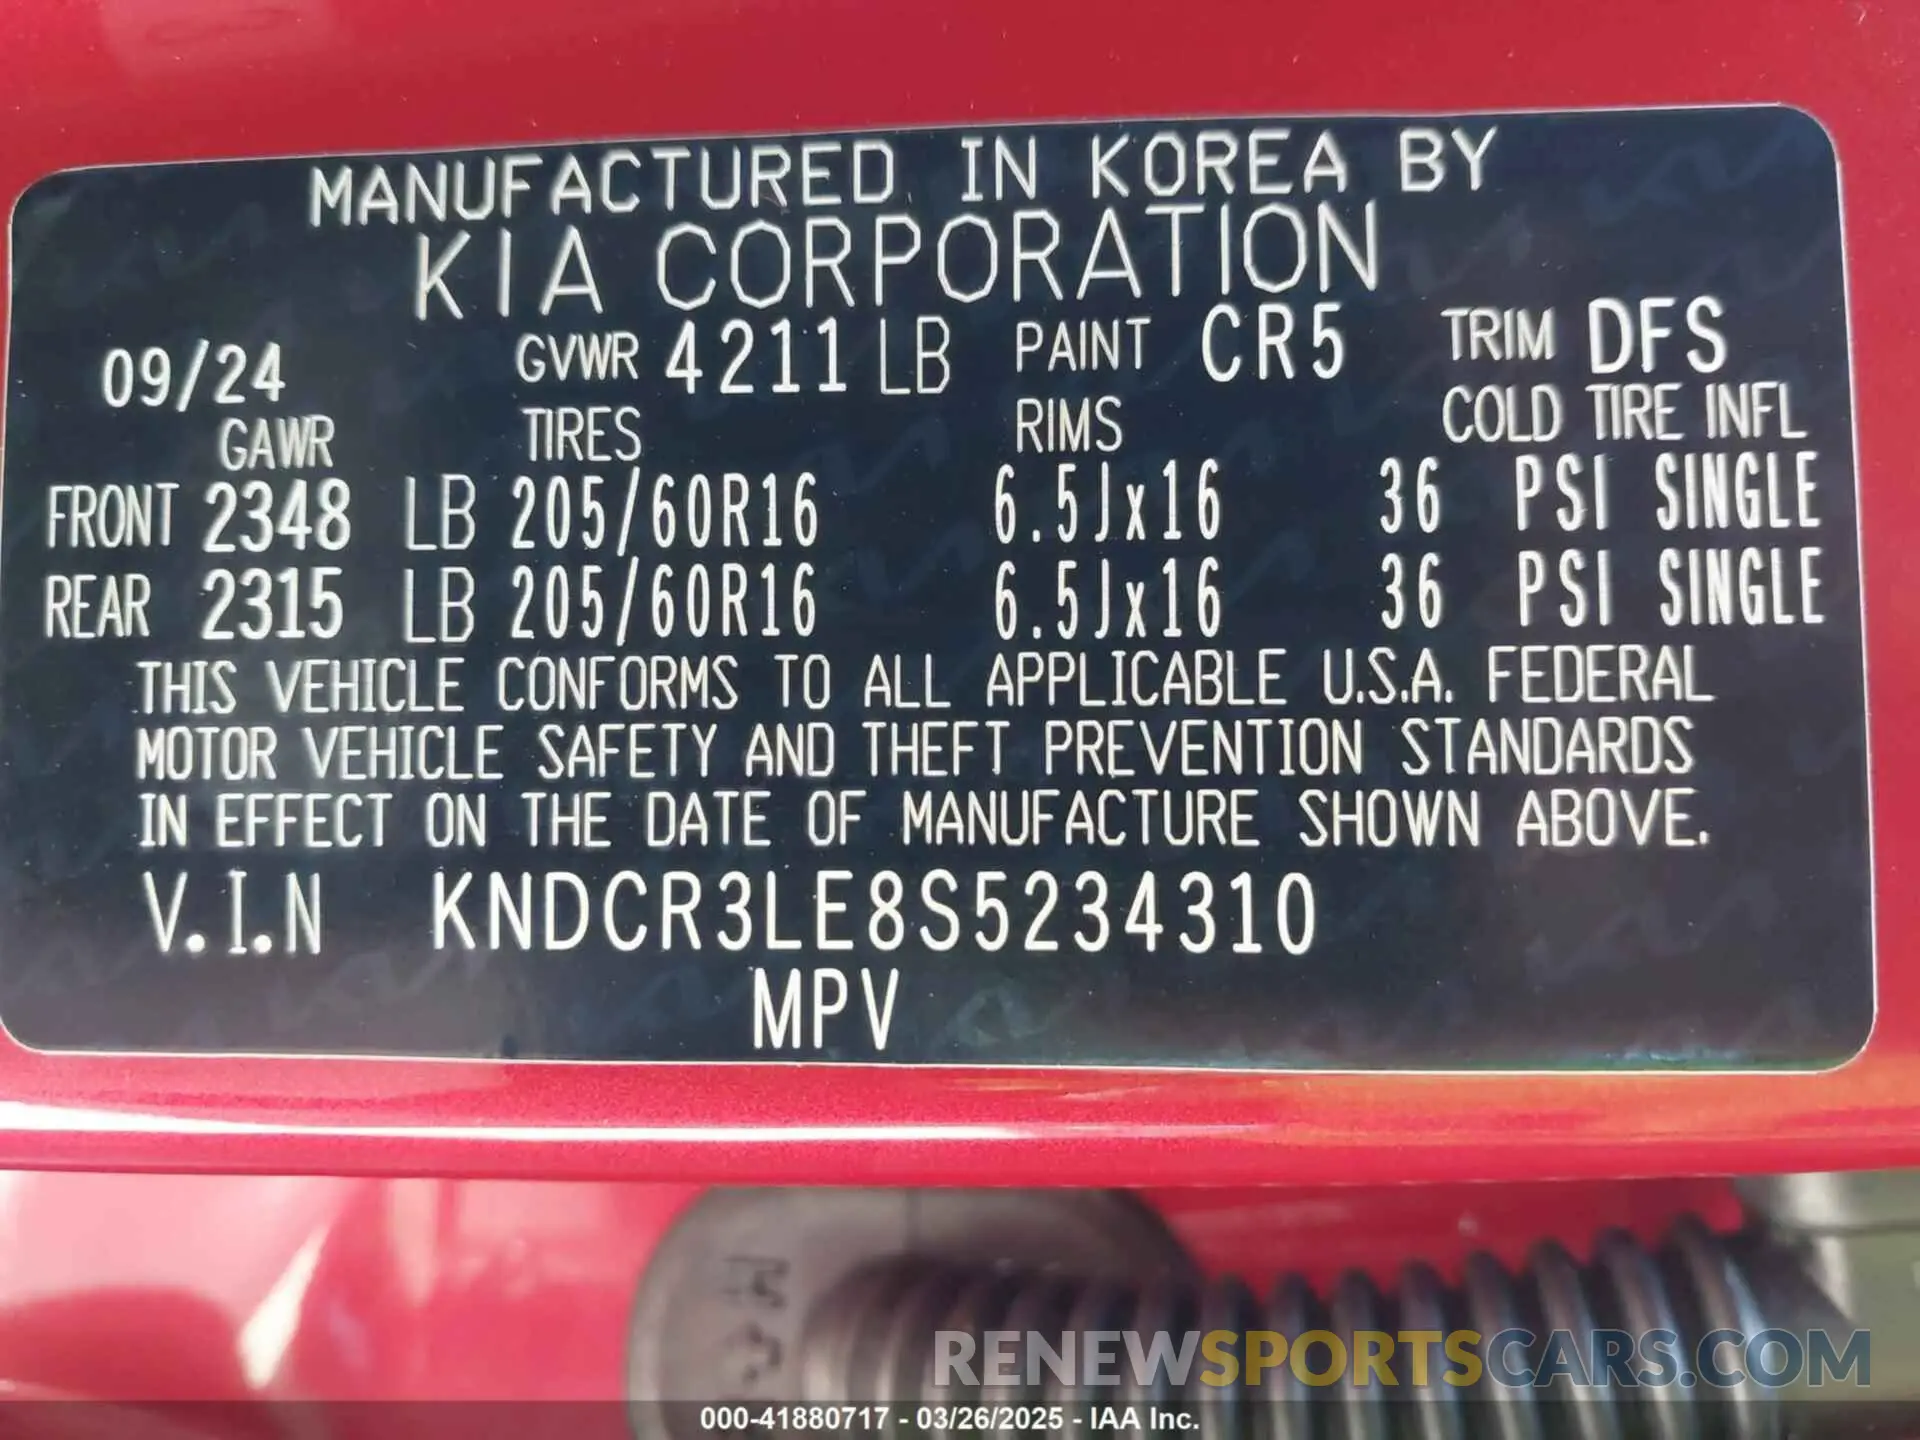 MANUFACTURED IN KOREA BY
KIA CORPORATION
09/24 GVWR 4211 LB PAINT CR5 TRIM DFS
GAWR TIRES RIMS COLD TIRE INFL
FRONT 2348 LB 205/60R16 6.5Jx16 36 PSI SINGLE
REAR 2315 LB 205/60R16 6.5Jx16 36 PSI SINGLE
THIS VEHICLE CONFORMS TO ALL APPLICABLE U.S.A. FEDERAL
MOTOR VEHICLE SAFETY AND THEFT PREVENTION STANDARDS
IN EFFECT ON THE DATE OF MANUFACTURE SHOWN ABOVE.
V.I.N KNDCR3LE8S5234310
MPV
RENEWSPORTSCARS.COM
000-41880717 - 03/26/2025 - IAA Inc.